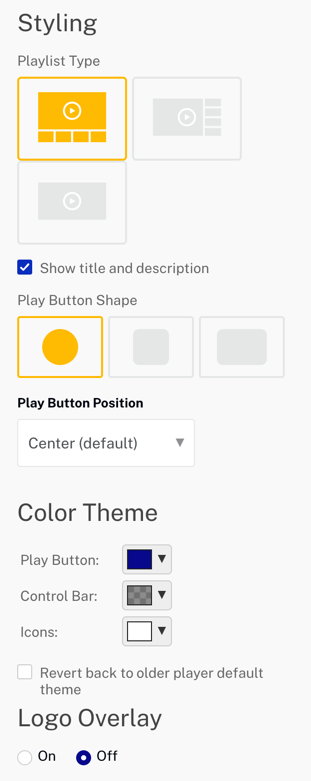 Styling
Playlist Type
Show title and description
Play Button Shape
Play Button Position
Center (default)
Color Theme
Play Button:
Control Bar:
Icons:
Revert back to older player default
theme
Logo Overlay
On Off